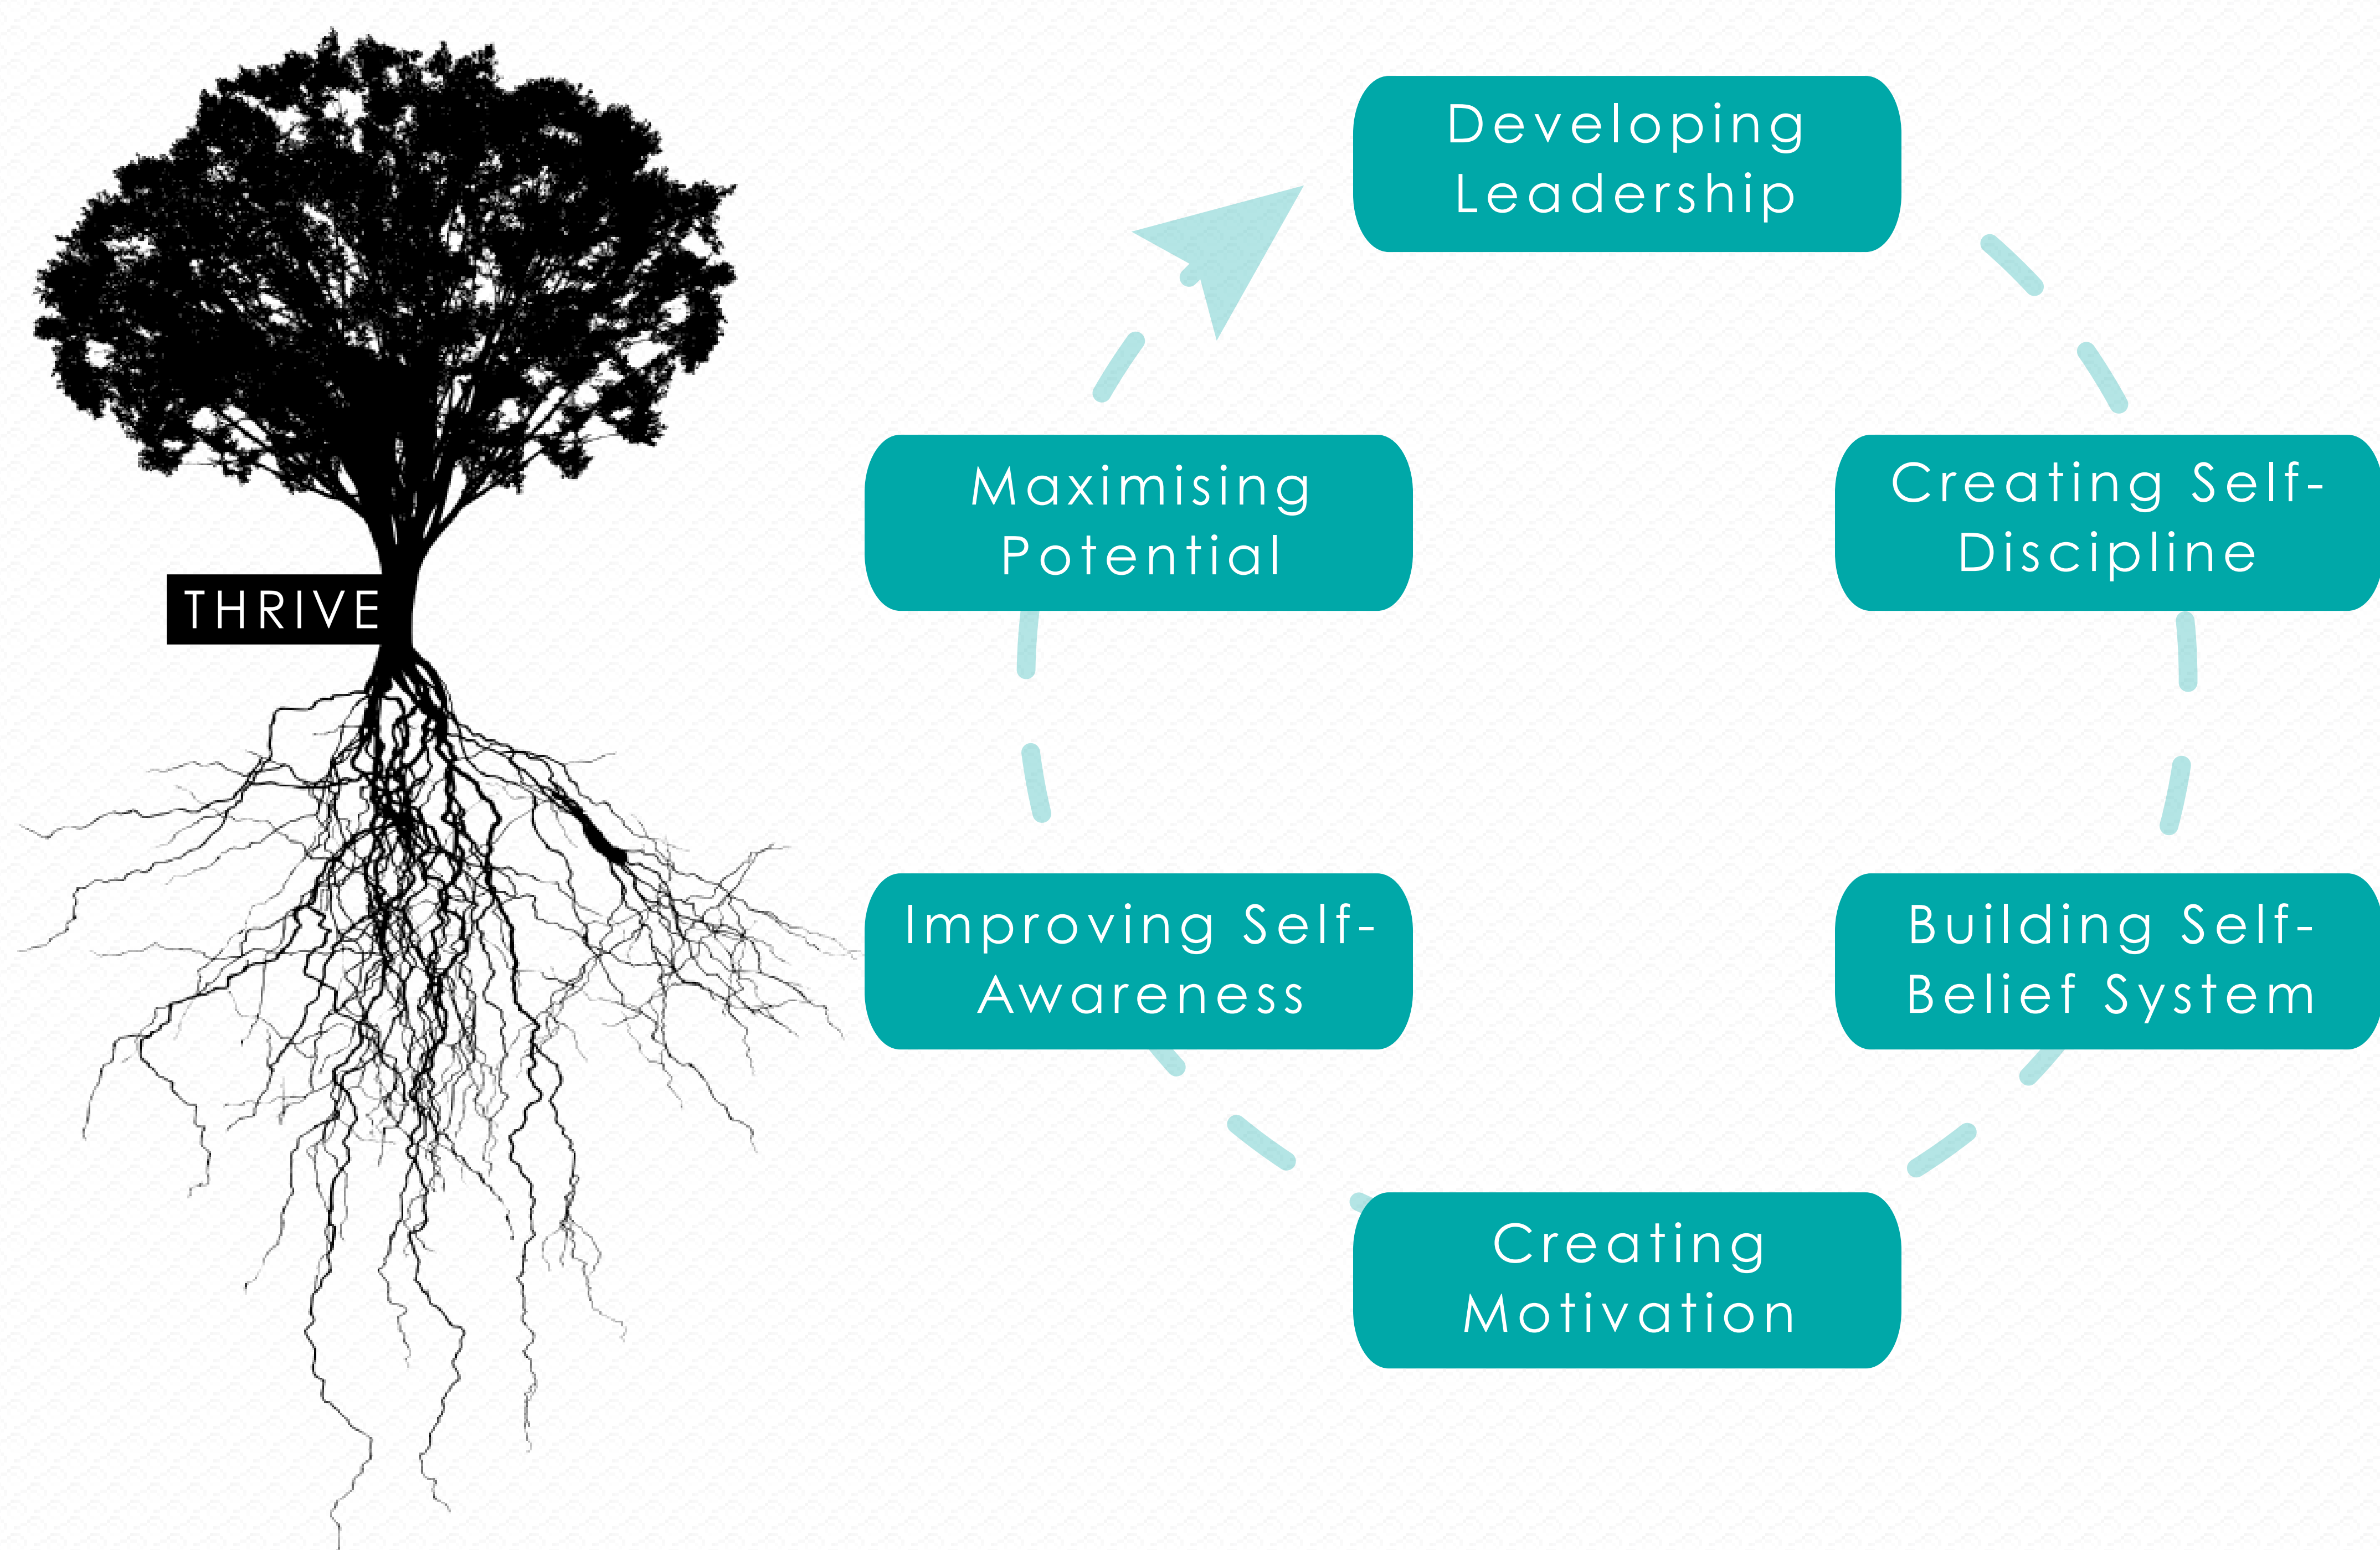 THRIVE
Developing
Leadership
Creating Self-
Discipline
Building Self-
Belief System
Creating
Motivation
Improving Self-
Awareness
Maximising
Potential